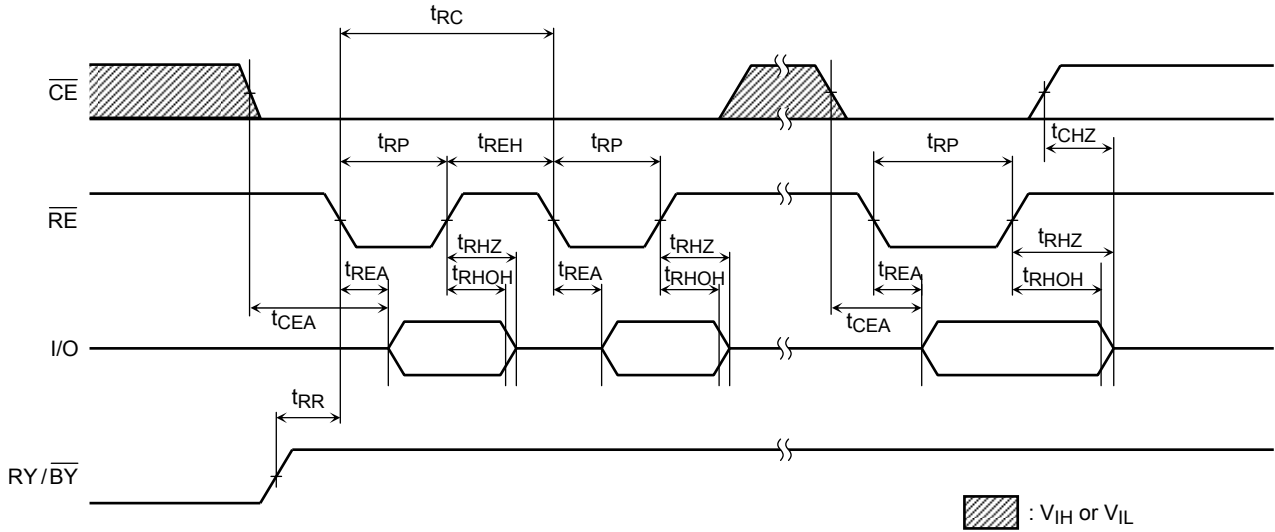 tRC
CE
tCHZ
tRP tREH tRP tRP
RE
tRHZ tRHZ tRHZ
tREA tRHOH tREA tRHOH tREA tRHOH
tCEA tCEA
I/O
tRR
RY/BY
: VIH or VIL